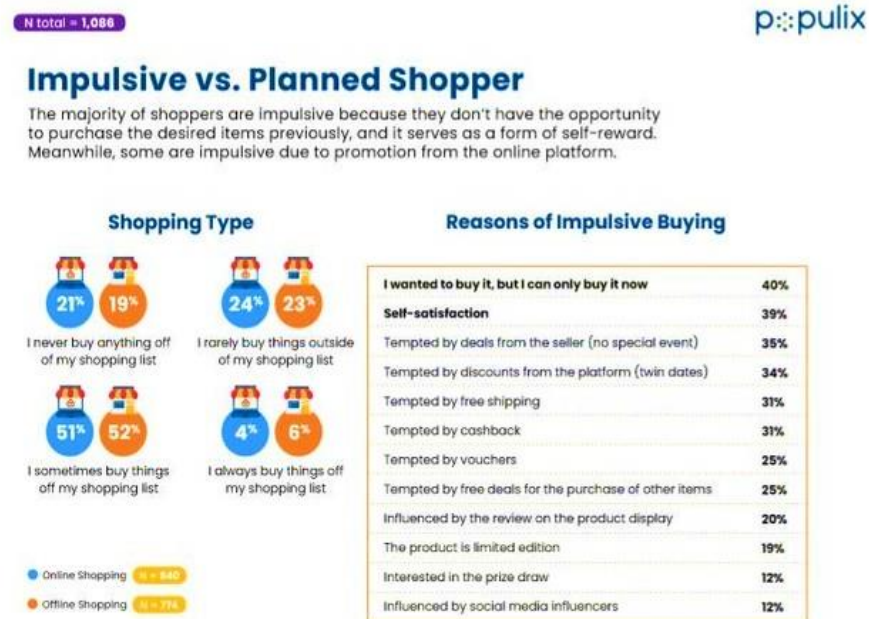 N total = 1,086
populix
Impulsive vs. Planned Shopper
The majority of shoppers are impulsive because they don't have the opportunity
to purchase the desired items previously, and it serves as a form of self-reward.
Meanwhile, some are impulsive due to promotion from the online platform.
Shopping Type
21% 19%
I never buy anything off
of my shopping list
24% 23%
I rarely buy things outside
of my shopping list
51% 52%
I sometimes buy things
off my shopping list
4% 6%
I always buy things off
my shopping list
Online Shopping N = 840
Offline Shopping N = 774
Reasons of Impulsive Buying
I wanted to buy it, but I can only buy it now 40%
Self-satisfaction 39%
Tempted by deals from the seller (no special event) 35%
Tempted by discounts from the platform (twin dates) 34%
Tempted by free shipping 31%
Tempted by cashback 31%
Tempted by vouchers 25%
Tempted by free deals for the purchase of other items 25%
Influenced by the review on the product display 20%
The product is limited edition 19%
Interested in the prize draw 12%
Influenced by social media influencers 12%